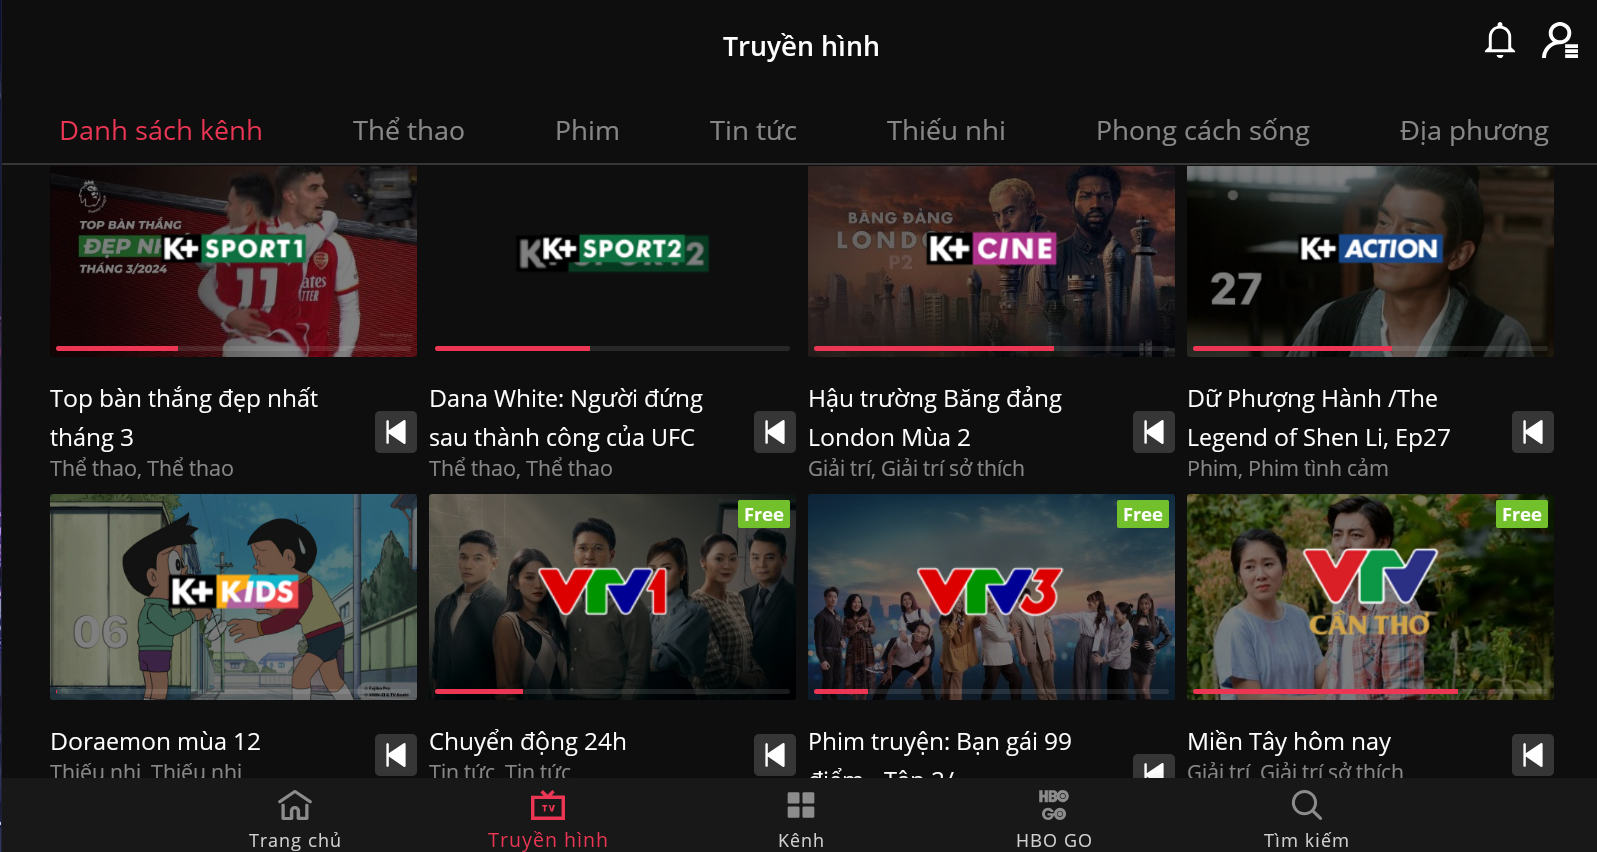 Truyền hình
Danh sách kênh
Thể thao
Phim
Tin tức
Thiếu nhi
Phong cách sống
Địa phương
TOP BÀN THẮNG
ĐẸP
THÁNG 3/2024
K+ SPORT1
K+ SPORT2
BĂNG ĐẢNG
P2
K+ CINE
27
K+ ACTION
Top bàn thắng đẹp nhất
tháng 3
Thể thao, Thể thao
Dana White: Người đứng
sau thành công của UFC
Thể thao, Thể thao
Hậu trường Băng đảng
London Mùa 2
Giải trí, Giải trí sở thích
Dữ Phượng Hành /The
Legend of Shen Li, Ep27
Phim, Phim tình cảm
06
K+ KIDS
Free
VTV1
Free
VTV3
Free
VTV
CẦN THƠ
Doraemon mùa 12
Thiếu nhi, Thiếu nhi
Chuyển động 24h
Tin tức, Tin tức
Phim truyện: Bạn gái 99
điểm - Tập 3/
Miền Tây hôm nay
Giải trí, Giải trí sở thích
Trang chủ
TV
Truyền hình
Kênh
HBO
GO
HBO GO
Tìm kiếm